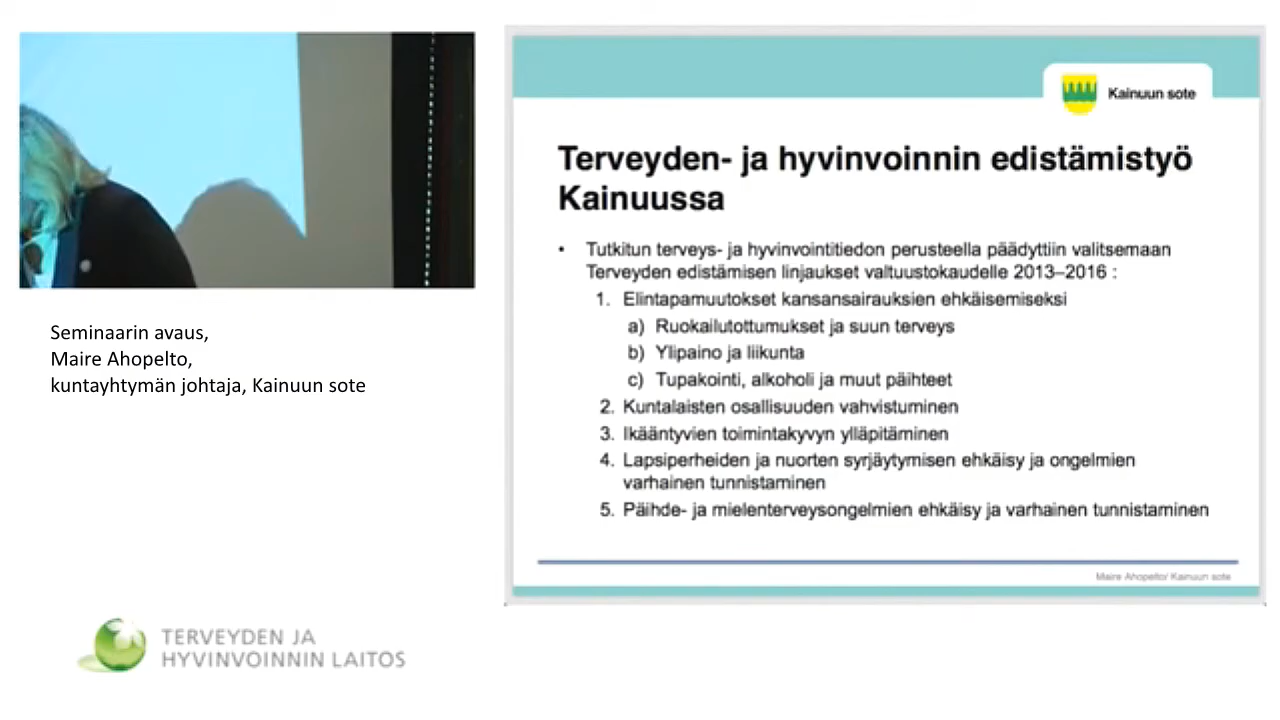 Seminaarin avaus,
Maire Ahopelto,
kuntayhtymän johtaja, Kainuun sote
TERVEYDEN JA
HYVINVOINNIN LAITOS
Kainuun sote
Terveyden- ja hyvinvoinnin edistämistyö
Kainuussa
• Tutkitun terveys- ja hyvinvointitiedon perusteella päädyttiin valitsemaan
Terveyden edistämisen linjaukset valtuustokaudelle 2013–2016 :
1. Elintapamuutokset kansansairauksien ehkäisemiseksi
a) Ruokailutottumukset ja suun terveys
b) Ylipaino ja liikunta
c) Tupakointi, alkoholi ja muut päihteet
2. Kuntalaisten osallisuuden vahvistuminen
3. Ikääntyvien toimintakyvyn ylläpitäminen
4. Lapsiperheiden ja nuorten syrjäytymisen ehkäisy ja ongelmien
varhainen tunnistaminen
5. Päihde- ja mielenterveysongelmien ehkäisy ja varhainen tunnistaminen
Maire Ahopelto/ Kainuun sote